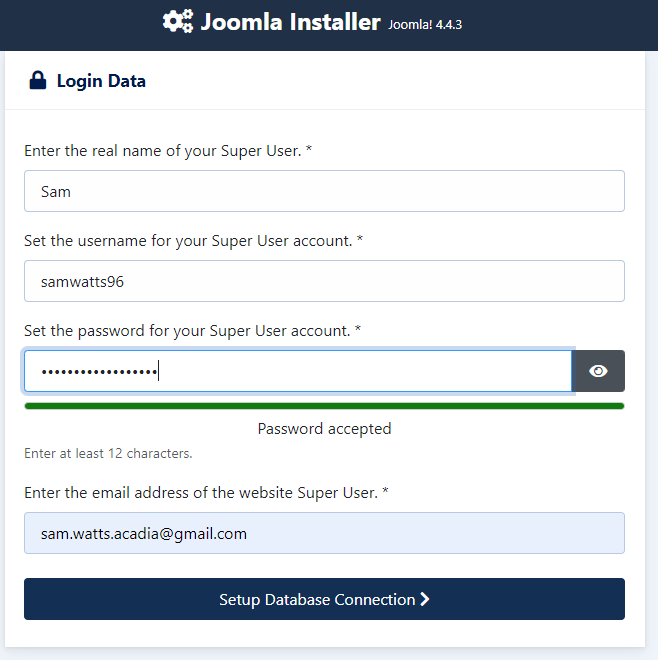 Joomla Installer Joomla! 4.4.3
Login Data
Enter the real name of your Super User. *
Sam
Set the username for your Super User account. *
samwatts96
Set the password for your Super User account. *
••••••••••••••••••
Password accepted
Enter at least 12 characters.
Enter the email address of the website Super User. *
sam.watts.acadia@gmail.com
Setup Database Connection